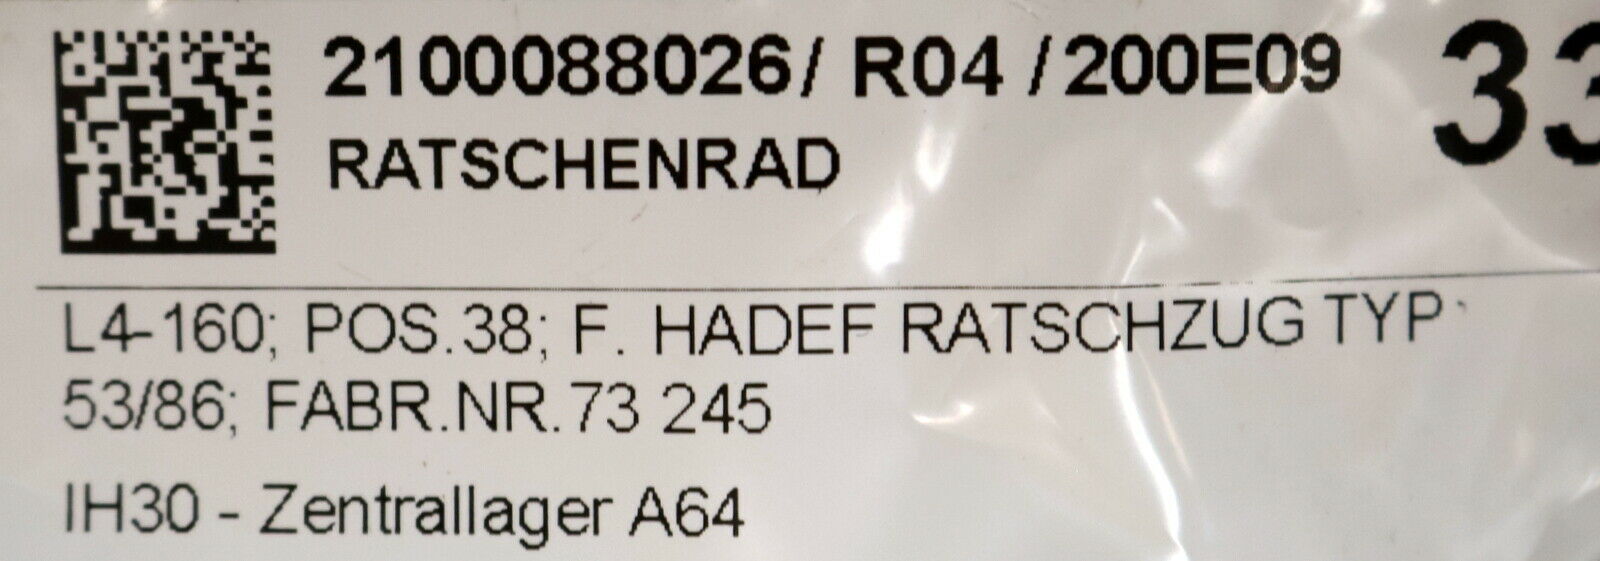 2100088026/ R04 /200E09
33
RATSCHENRAD
L4-160; POS.38; F. HADEF RATSCHZUG TYP
53/86; FABR.NR.73 245
IH30 - Zentrallager A64